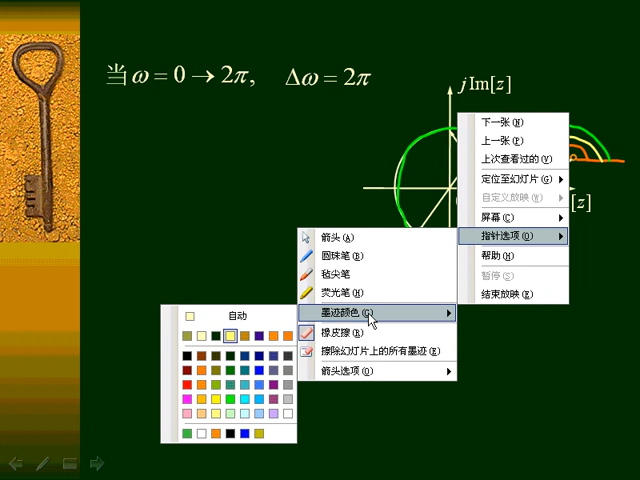 当 ω = 0 → 2π, Δω = 2π
j Im[z]
[z]
下一张(N)
上一张(P)
上次查看过的(V)
定位至幻灯片(G)
自定义放映(W)
屏幕(C)
指针选项(O)
帮助(H)
暂停(S)
结束放映(E)
箭头(A)
圆珠笔(B)
毡尖笔
荧光笔(H)
墨迹颜色(C)
橡皮擦(R)
擦除幻灯片上的所有墨迹(E)
箭头选项(O)
自动